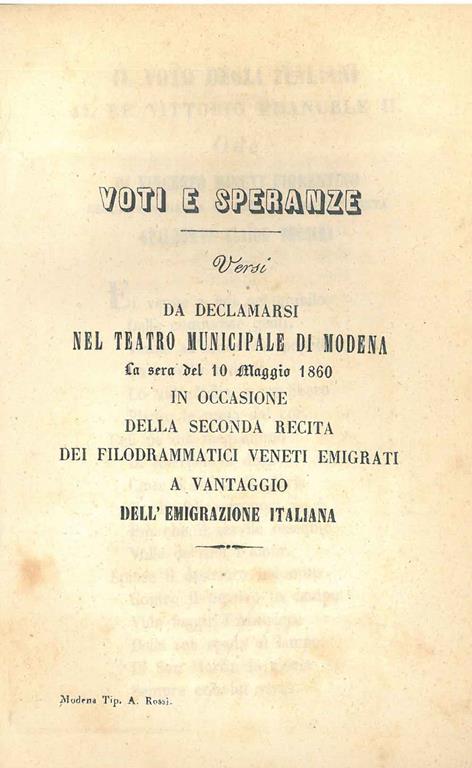 VOTI E SPERANZE
Versi
DA DECLAMARSI
NEL TEATRO MUNICIPALE DI MODENA
La sera del 10 Maggio 1860
IN OCCASIONE
DELLA SECONDA RECITA
DEI FILODRAMMATICI VENETI EMIGRATI
A VANTAGGIO
DELL'EMIGRAZIONE ITALIANA
Modena Tip. A. Rossi.